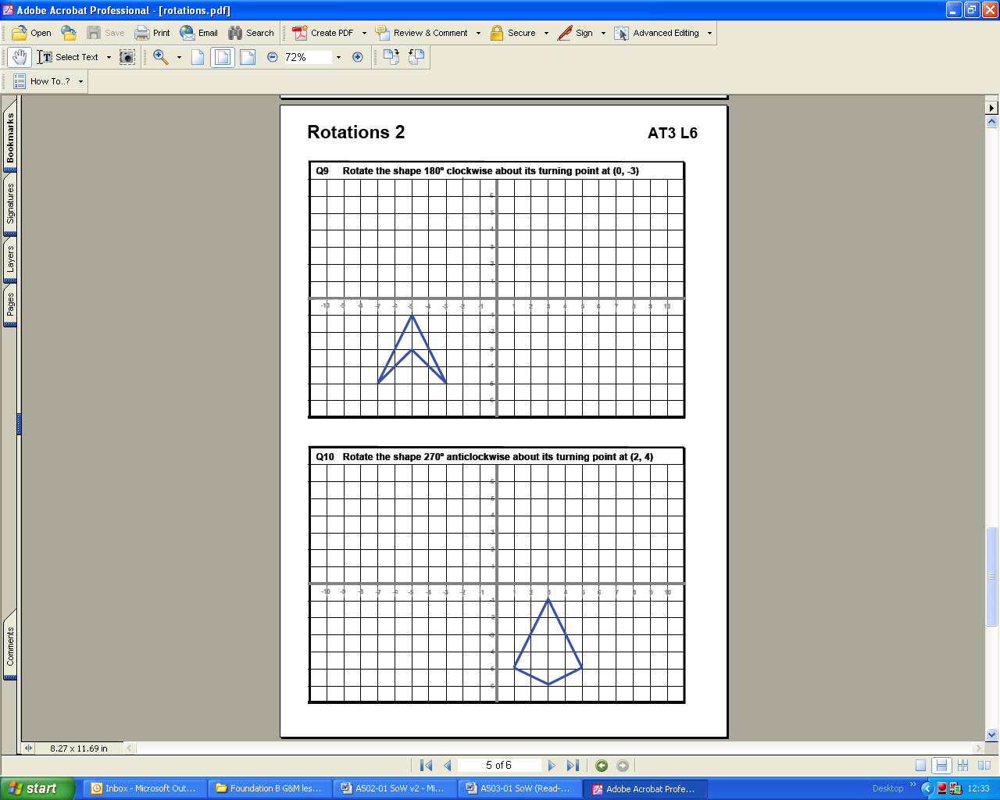 Adobe Acrobat Professional - [rotations.pdf]
Open Save Print Email Search Create PDF Review & Comment Secure Sign Advanced Editing
Select Text 72%
How To..?
Bookmarks
Signatures
Layers
Pages
Comments
Rotations 2 AT3 L6
Q9 Rotate the shape 180º clockwise about its turning point at (0, -3)
6
5
4
3
2
1
-10 -9 -8 -7 -6 -5 -4 -3 -2 -1 1 2 3 4 5 6 7 8 9 10
-1
-2
-3
-4
-5
-6
Q10 Rotate the shape 270º anticlockwise about its turning point at (2, 4)
6
5
4
3
2
1
-10 -9 -8 -7 -6 -5 -4 -3 -2 -1 1 2 3 4 5 6 7 8 9 10
-1
-2
-3
-4
-5
-6
8.27 x 11.69 in
5 of 6
start Inbox - Microsoft Out... Foundation B G&M les... A502-01 SoW v2 - Mi... A503-01 SoW (Read-... Adobe Acrobat Profe... Desktop » 12:33